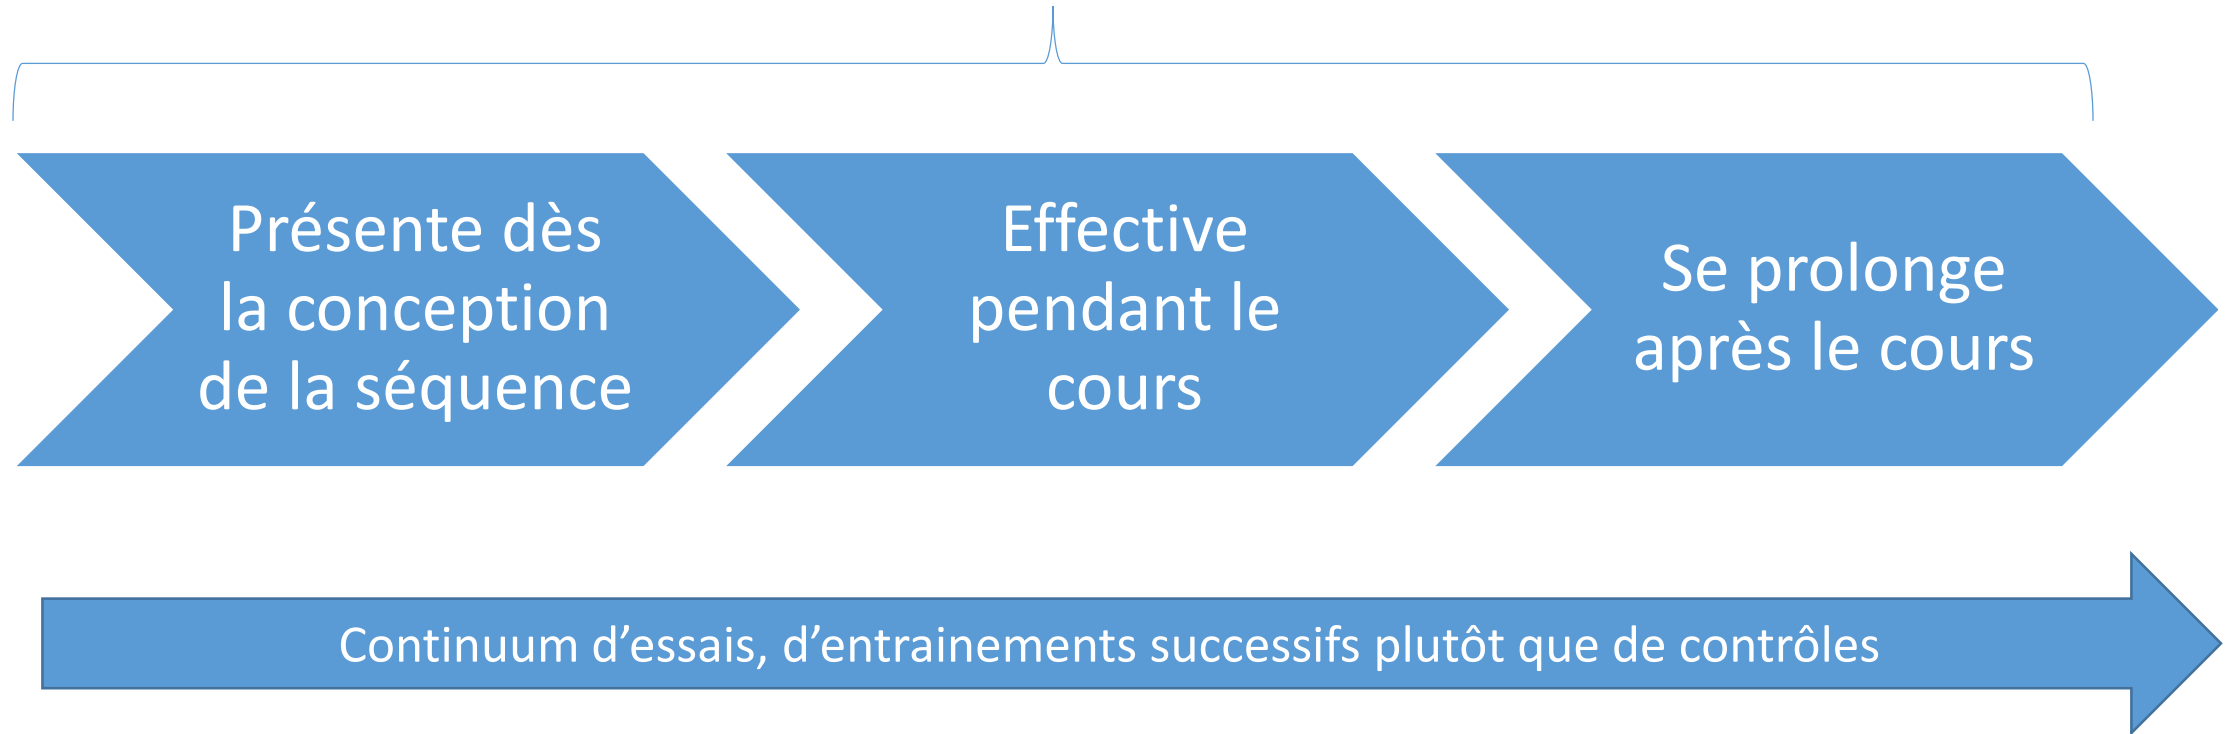 Présente dès
la conception
de la séquence
Effective
pendant le
cours
Se prolonge
après le cours
Continuum d’essais, d’entrainements successifs plutôt que de contrôles